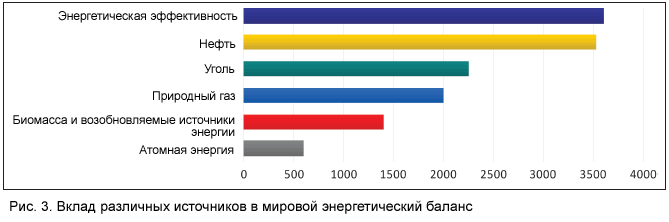 Энергетическая эффективность
Нефть
Уголь
Природный газ
Биомасса и возобновляемые источники
энергии
Атомная энергия
0 500 1000 1500 2000 2500 3000 3500 4000
Рис. 3. Вклад различных источников в мировой энергетический баланс